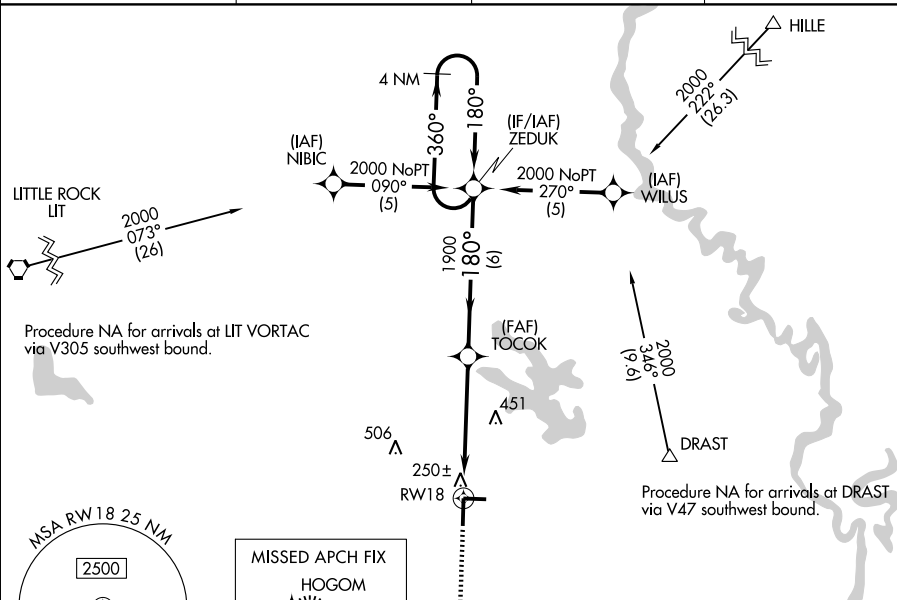 HILLE
2000
222°
(26.3)
4 NM
360°
180°
(IF/IAF)
ZEDUK
(IAF)
NIBIC
2000 NoPT
090°
(5)
2000 NoPT
270°
(5)
(IAF)
WILUS
LITTLE ROCK
LIT
2000
073°
(26)
1900
180°
(6)
Procedure NA for arrivals at LIT VORTAC
via V305 southwest bound.
(FAF)
TOCOK
2000
346°
(9.6)
451
506
DRAST
250±
RW18
Procedure NA for arrivals at DRAST
via V47 southwest bound.
MSA RW18 25 NM
2500
MISSED APCH FIX
HOGOM